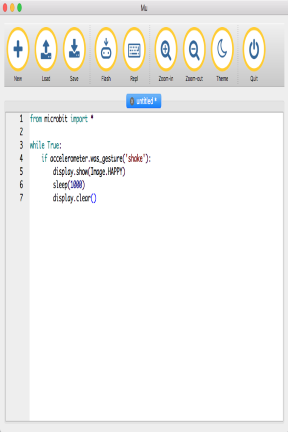 Mu
New Load Save Flash Repl Zoom-in Zoom-out Theme Quit
untitled *
1 from microbit import *
2
3 while True:
4     if accelerometer.was_gesture('shake'):
5         display.show(Image.HAPPY)
6         sleep(1000)
7         display.clear()